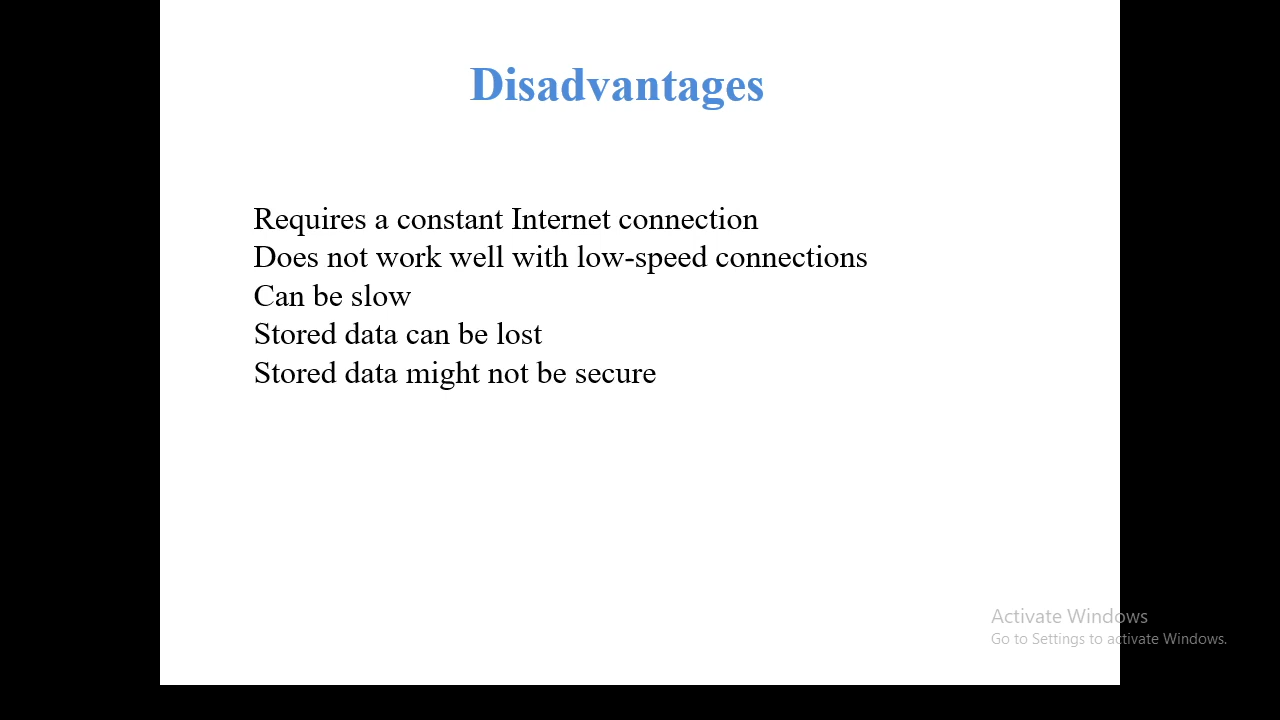 Disadvantages
Requires a constant Internet connection
Does not work well with low-speed connections
Can be slow
Stored data can be lost
Stored data might not be secure
Activate Windows
Go to Settings to activate Windows.